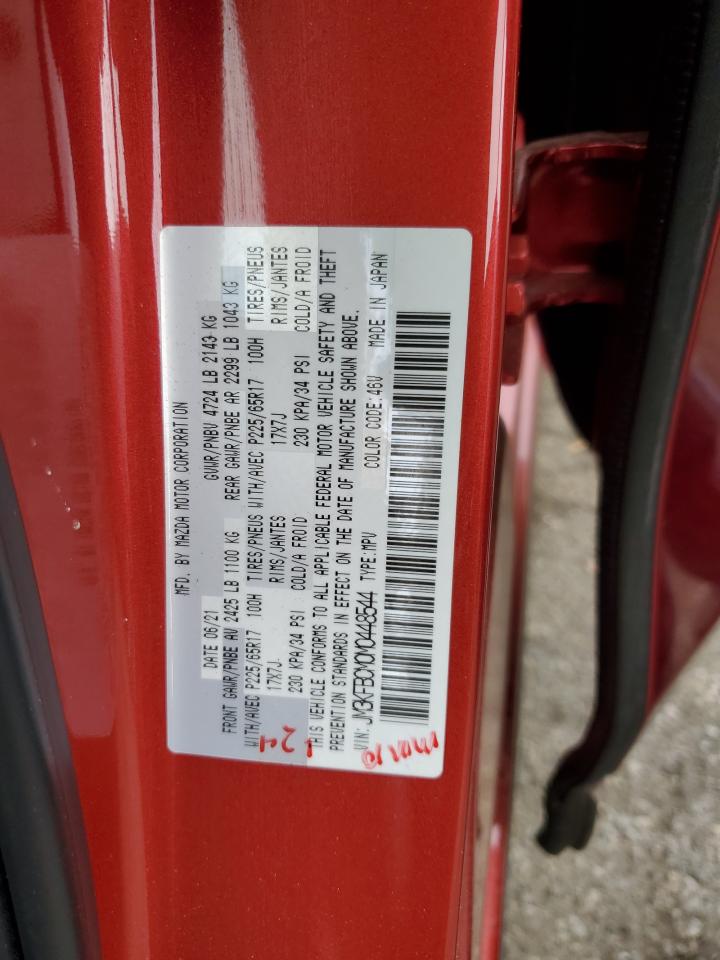 MFD. BY MAZDA MOTOR CORPORATION
DATE 06/21 GVWR/PNBV 4724 LB 2143 KG
FRONT GAWR/PNBE AV 2425 LB 1100 KG REAR GAWR/PNBE AR 2299 LB 1043 KG
WITH/AVEC P225/65R17 100H TIRES/PNEUS WITH/AVEC P225/65R17 100H TIRES/PNEUS
17X7J RIMS/JANTES 17X7J RIMS/JANTES
230 KPA/34 PSI COLD/A FROID 230 KPA/34 PSI COLD/A FROID
THIS VEHICLE CONFORMS TO ALL APPLICABLE FEDERAL MOTOR VEHICLE SAFETY AND THEFT
PREVENTION STANDARDS IN EFFECT ON THE DATE OF MANUFACTURE SHOWN ABOVE.
VIN: JM3KFBCM0M0448544 TYPE:MPV COLOR CODE:46V MADE IN JAPAN